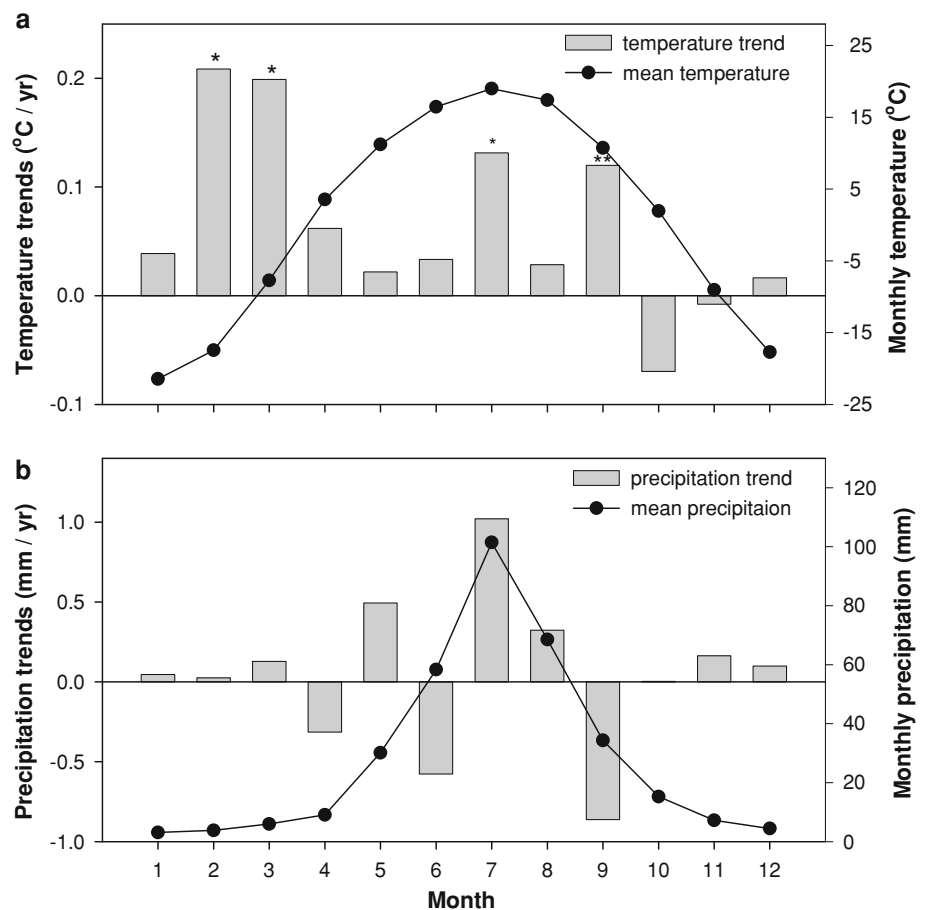 a
temperature trend
mean temperature
Temperature trends (°C / yr)
0.2
0.1
0.0
-0.1
* * * **
25
15
5
-5
-15
-25
Monthly temperature (°C)
b
precipitation trend
mean precipitaion
Precipitation trends (mm / yr)
1.0
0.5
0.0
-0.5
-1.0
120
100
80
60
40
20
0
Monthly precipitation (mm)
1 2 3 4 5 6 7 8 9 10 11 12
Month